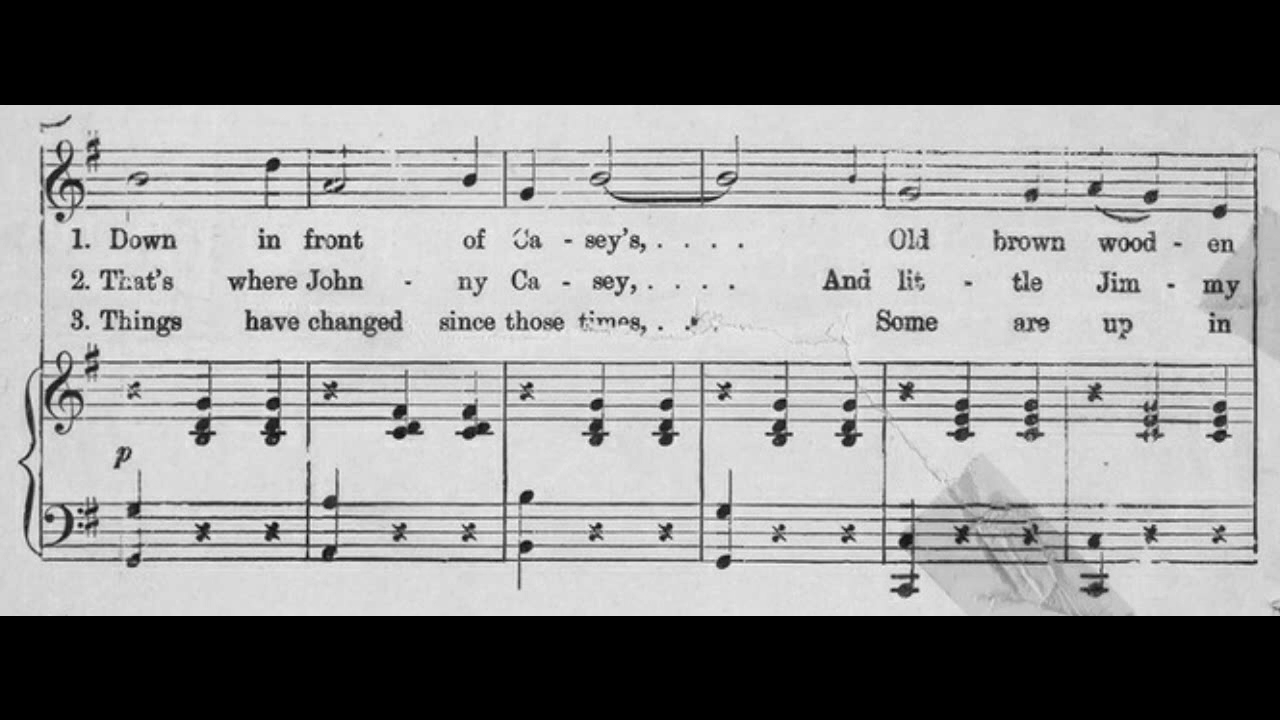 1. Down in front of Ca - sey's, . . . . Old brown wood - en
2. That's where John - ny Ca - sey, . . . . And lit - tle Jim - my
3. Things have changed since those times, . . Some are up in
p